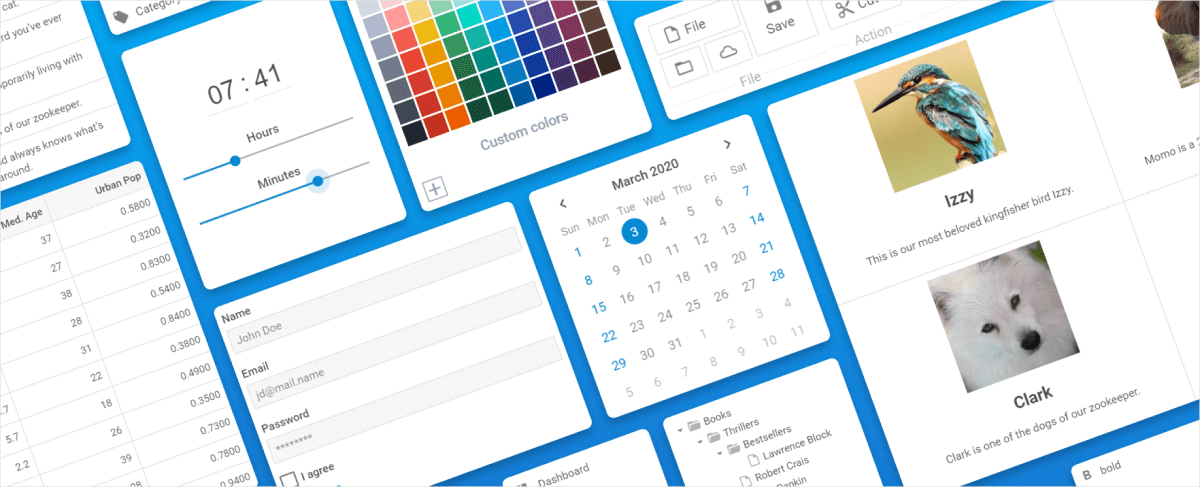 cat.
d you've ever
porarily living with
s of our zookeeper.
d always knows what's
around.
Category
07 : 41
Hours
Minutes
Custom colors
File
Save
File
Action
Izzy
This is our most beloved kingfisher bird Izzy.
Momo is a 2
Clark
Clark is one of the dogs of our zookeeper.
Med. Age Urban Pop
37 0.5800
27 0.3200
38 0.8300
28 0.5400
31 0.8400
22 0.3800
18 0.4900
26 0.3500
39 0.7300
28 0.7800
0.9400
5.7
2.2
Name
John Doe
Email
jd@mail.name
Password
********
I agree
March 2020
Sun Mon Tue Wed Thu Fri Sat
1 2 3 4 5 6 7
8 9 10 11 12 13 14
15 16 17 18 19 20 21
22 23 24 25 26 27 28
29 30 31 1 2 3 4
5 6 7 8 9 10 11
Dashboard
Books
Thrillers
Bestsellers
Lawrence Block
Robert Crais
B bold